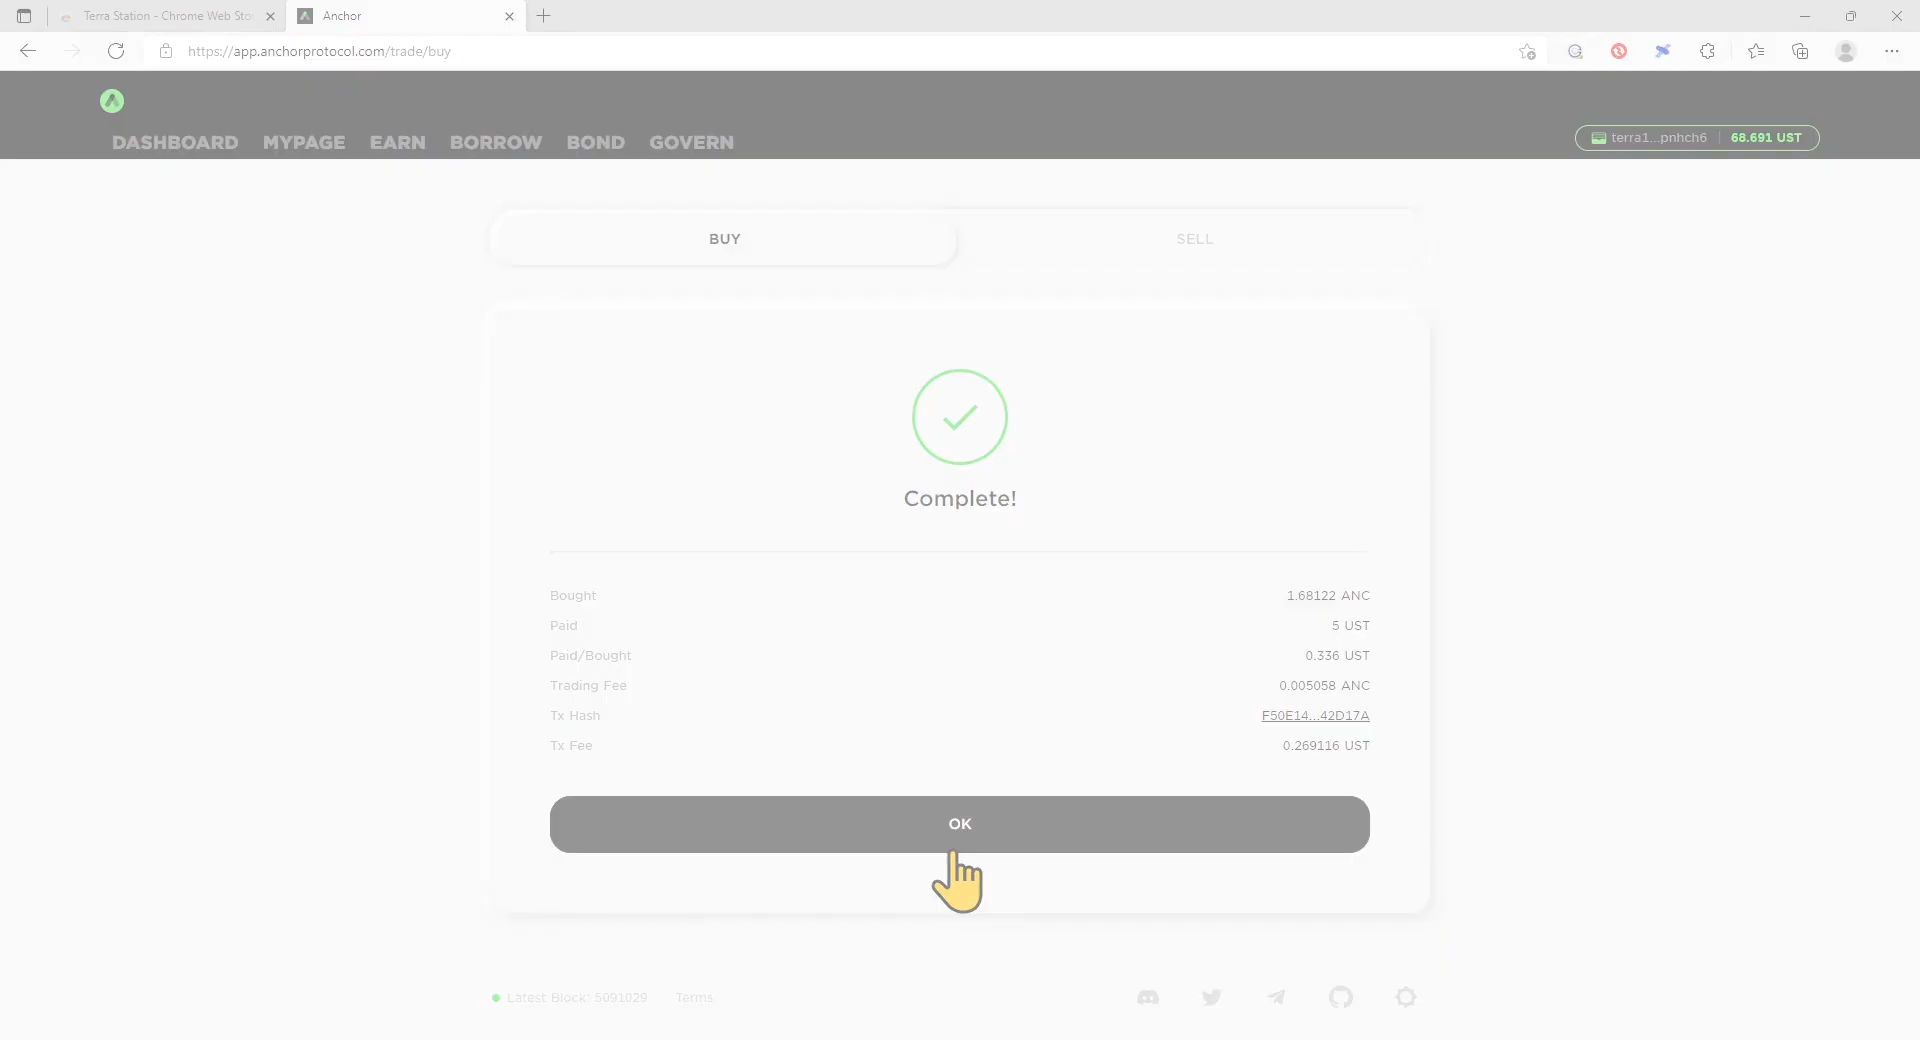 Terra Station - Chrome Web Sto
Anchor
https://app.anchorprotocol.com/trade/buy
DASHBOARD MYPAGE EARN BORROW BOND GOVERN
terra1...pnhch6 68.691 UST
BUY SELL
Complete!
Bought 1.68122 ANC
Paid 5 UST
Paid/Bought 0.336 UST
Trading Fee 0.005058 ANC
Tx Hash F50E14...42D17A
Tx Fee 0.269116 UST
OK
Latest Block: 5091029 Terms